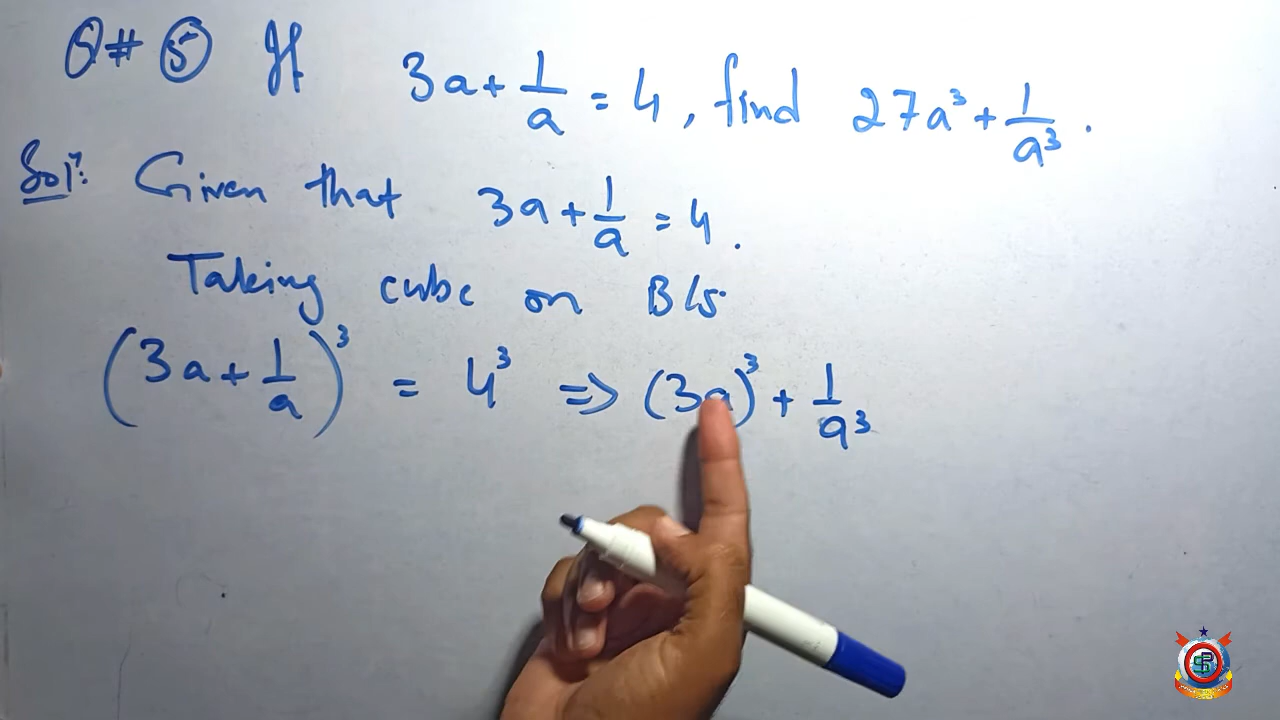 Q# 5 If 3a + 1/a = 4, find 27a³ + 1/a³.
Sol: Given that 3a + 1/a = 4.
Taking cube on B/s
(3a + 1/a)³ = 4³ ⇒ (3a)³ + 1/a³